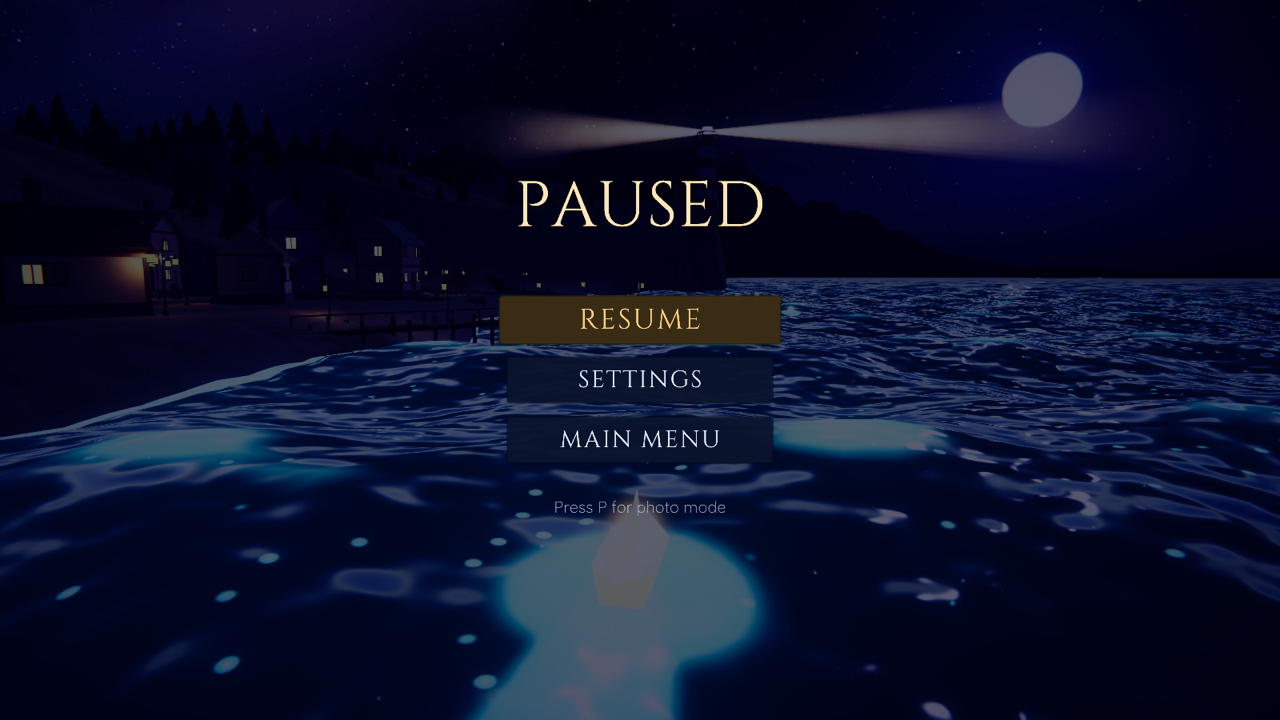 PAUSED
RESUME
SETTINGS
MAIN MENU
Press P for photo mode